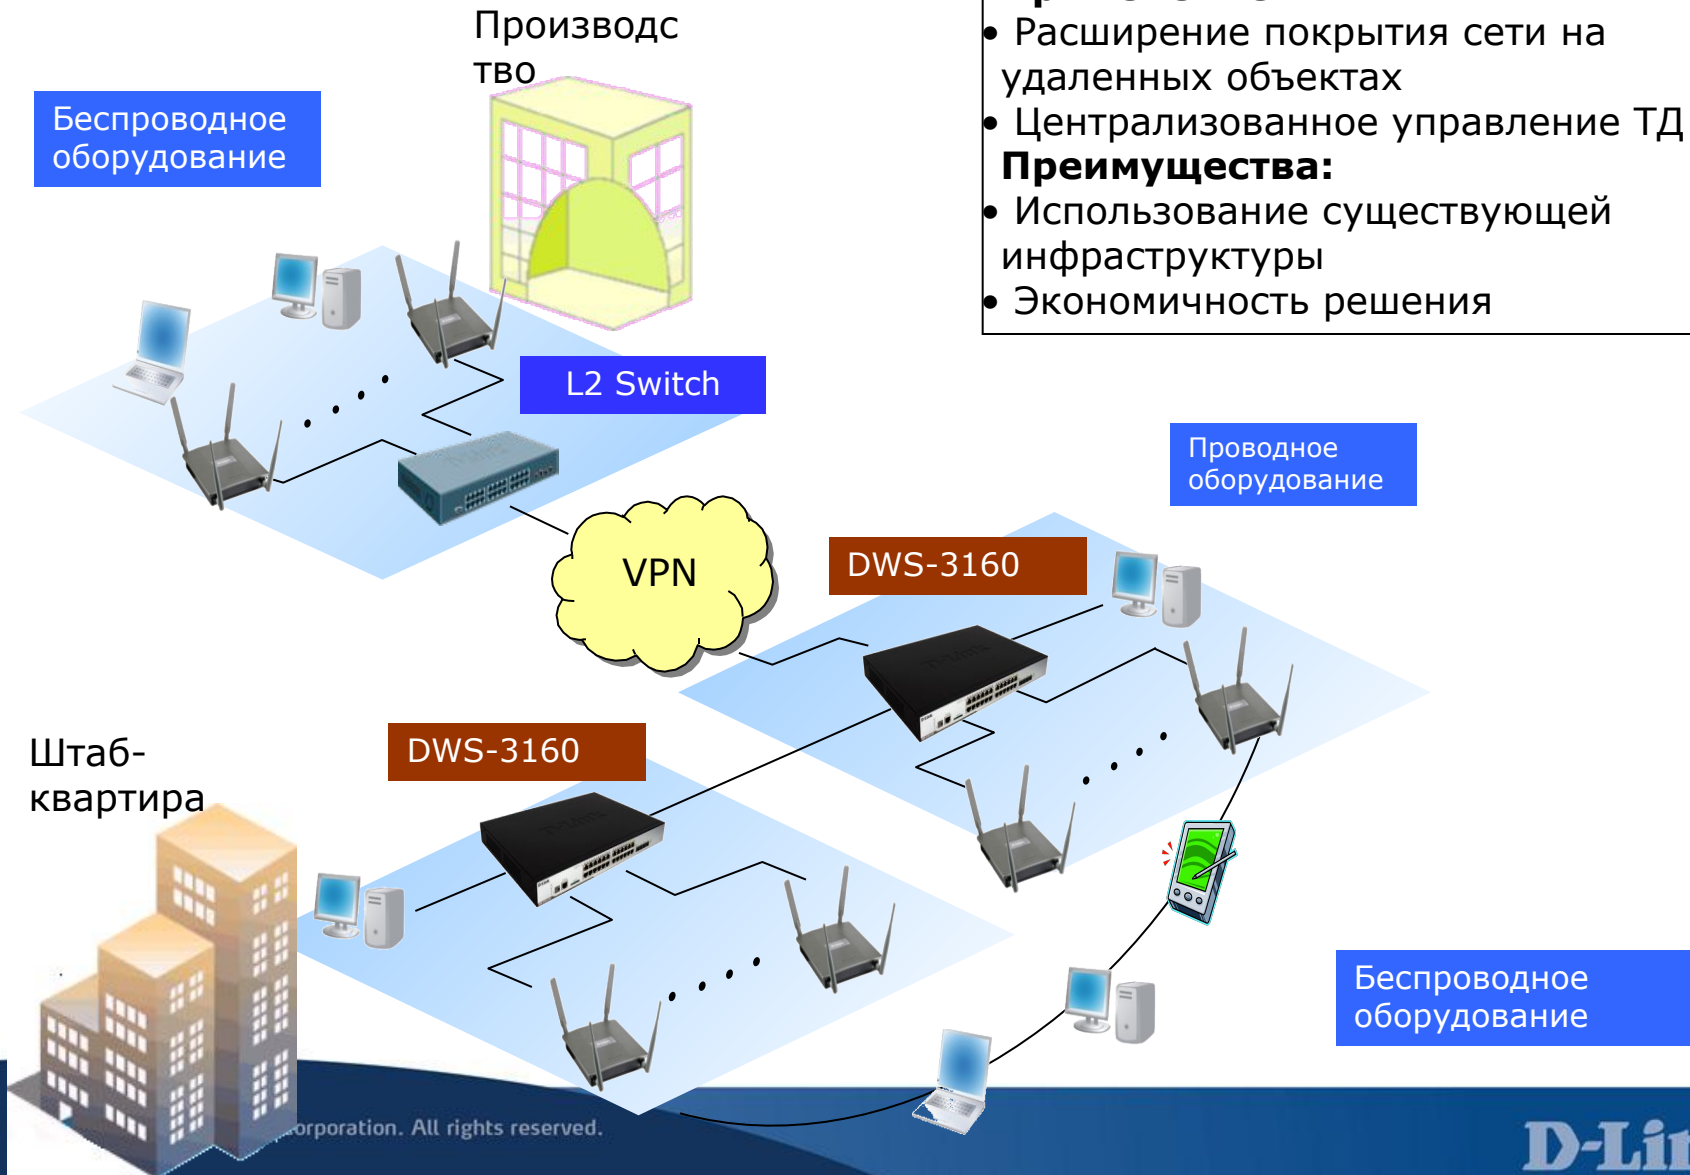 Производс
тво
Беспроводное
оборудование
• Расширение покрытия сети на
удаленных объектах
• Централизованное управление ТД
Преимущества:
• Использование существующей
инфраструктуры
• Экономичность решения
L2 Switch
Проводное
оборудование
VPN
DWS-3160
Штаб-
квартира
DWS-3160
Беспроводное
оборудование
orporation. All rights reserved.